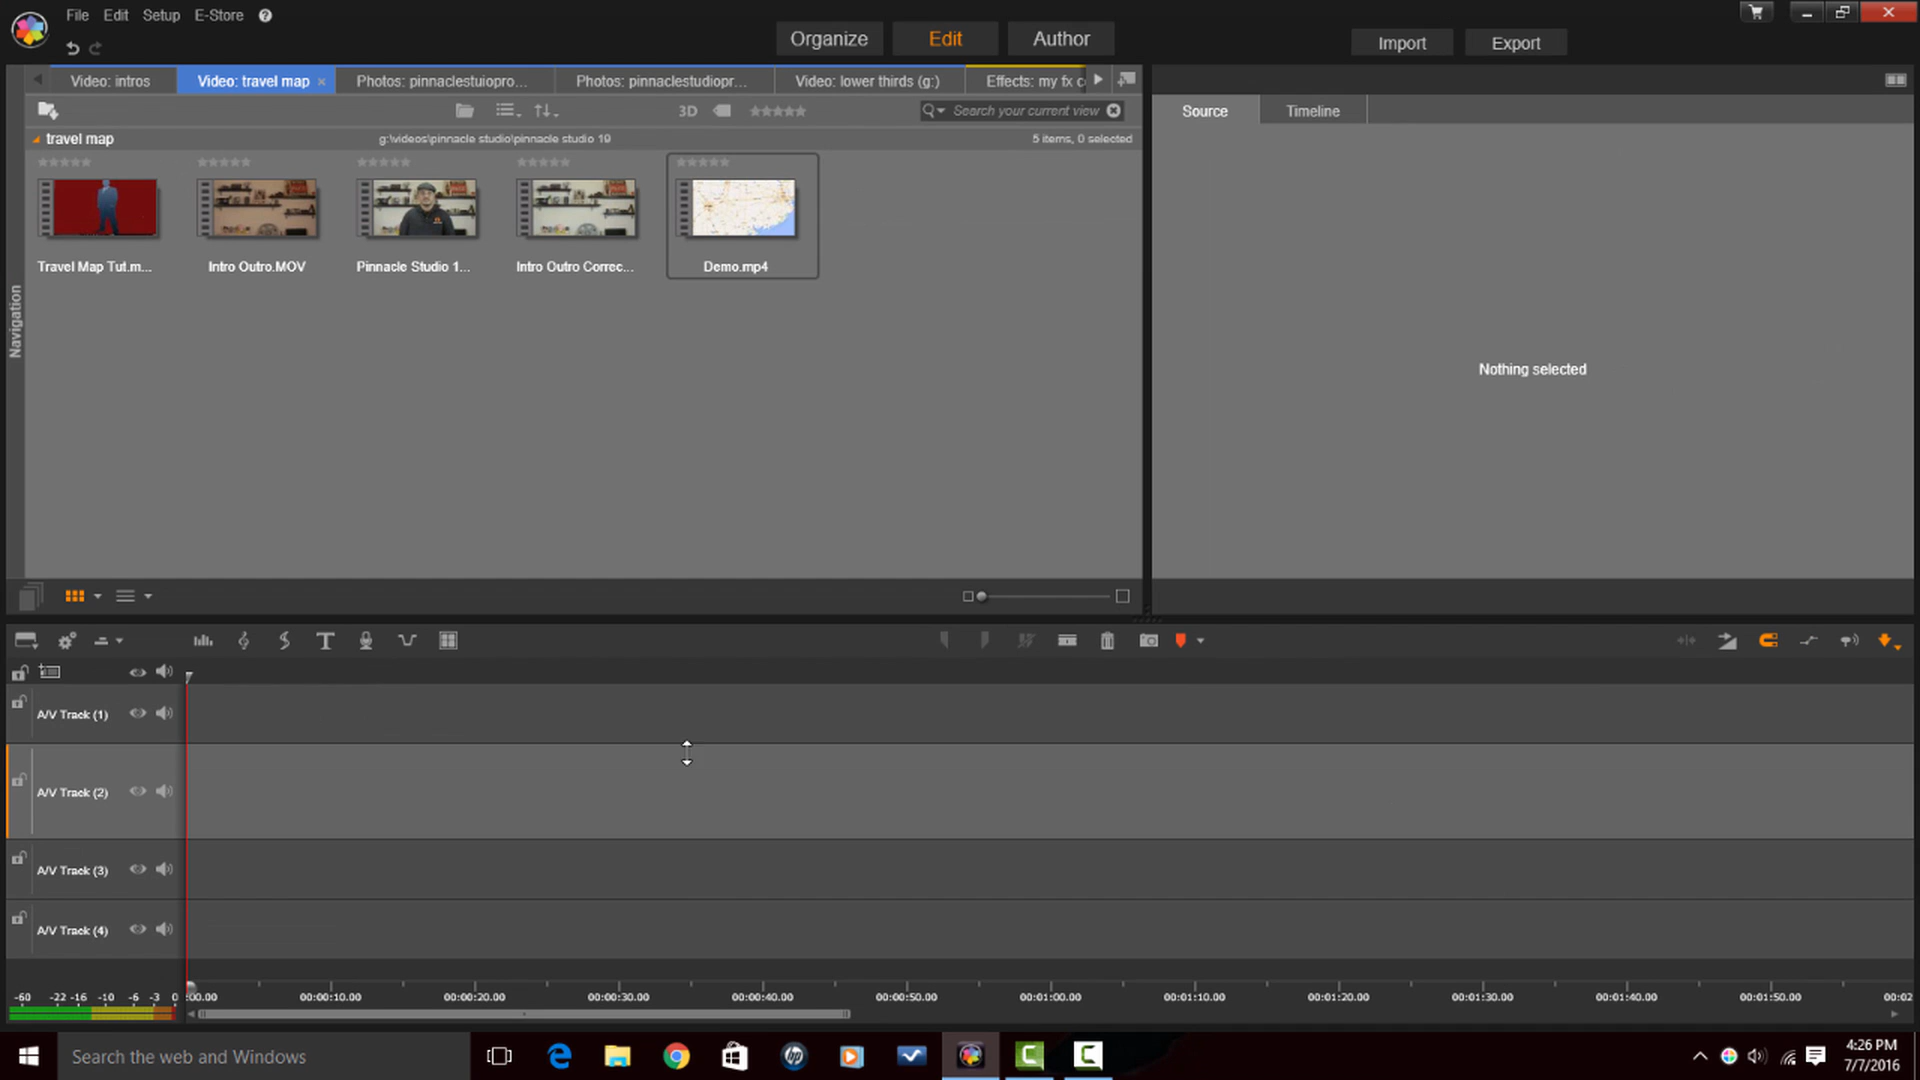 File Edit Setup E-Store ?
Organize Edit Author
Import Export
Video: intros Video: travel map × Photos: pinnaclestuiopro... Photos: pinnaclestudiopr... Video: lower thirds (g:) Effects: my fx c
3D Search your current view
Source Timeline
travel map g:\videos\pinnacle studio\pinnacle studio 19 5 items, 0 selected
Travel Map Tut.m... Intro Outro.MOV Pinnacle Studio 1... Intro Outro Correc... Demo.mp4
Navigation
Nothing selected
A/V Track (1)
A/V Track (2)
A/V Track (3)
A/V Track (4)
-60 -22 -16 -10 -6 -3 0 :00.00 00:00:10.00 00:00:20.00 00:00:30.00 00:00:40.00 00:00:50.00 00:01:00.00 00:01:10.00 00:01:20.00 00:01:30.00 00:01:40.00 00:01:50.00 00:02
Search the web and Windows
4:26 PM
7/7/2016